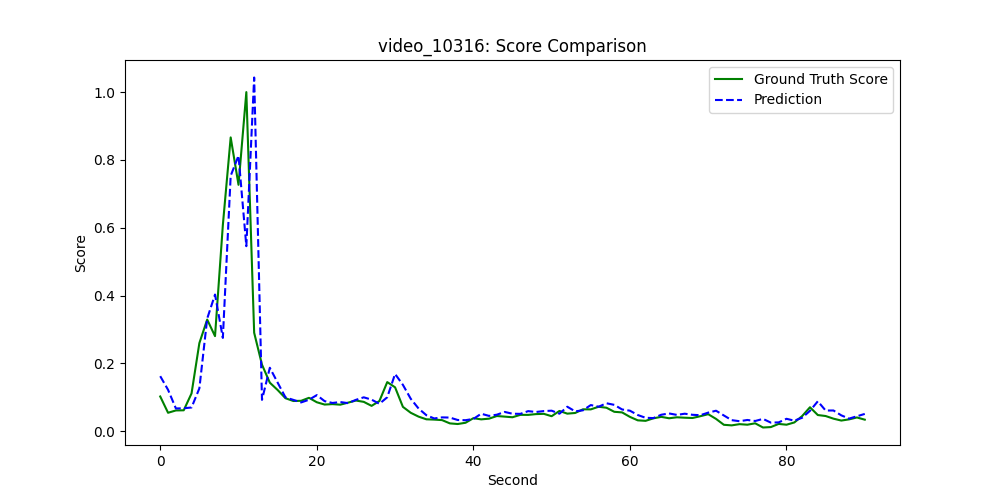 video_10316: Score Comparison
Ground Truth Score
Prediction
Score
1.0
0.8
0.6
0.4
0.2
0.0
0 20 40 60 80
Second